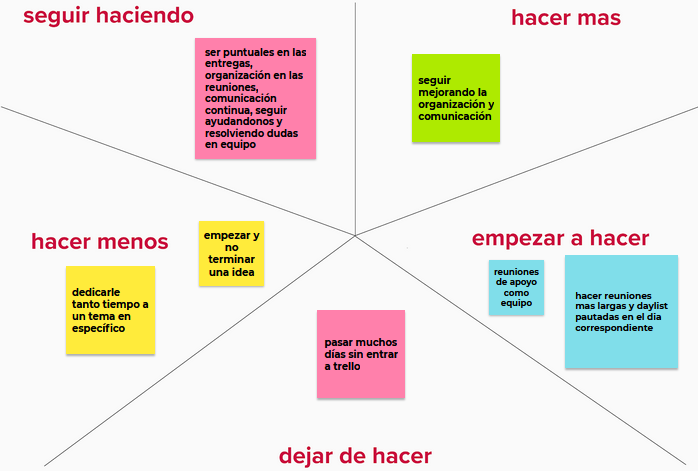 seguir haciendo
ser puntuales en las
entregas,
organización en las
reuniones,
comunicación
continua, seguir
ayudandonos y
resolviendo dudas
en equipo
hacer mas
seguir
mejorando la
organización y
comunicación
hacer menos
empezar y
no
terminar
una idea
dedicarle
tanto tiempo a
un tema en
específico
empezar a hacer
reuniones
de apoyo
como
equipo
hacer reuniones
mas largas y daylist
pautadas en el día
correspondiente
pasar muchos
días sin entrar
a trello
dejar de hacer